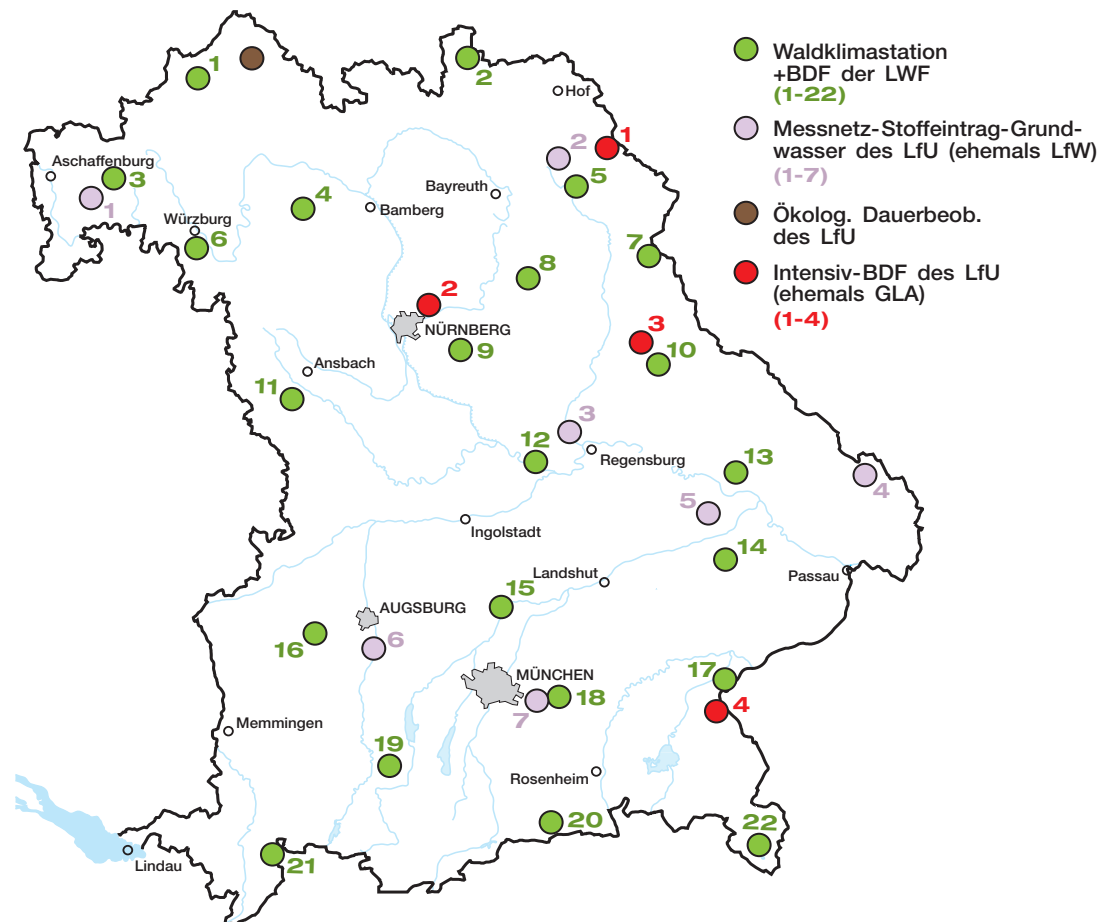 Waldklimastation
+BDF der LWF
(1-22)
Messnetz-Stoffeintrag-Grund-
wasser des LfU (ehemals LfW)
(1-7)
Ökolog. Dauerbeob.
des LfU
Intensiv-BDF des LfU
(ehemals GLA)
(1-4)
1
2
Hof
1
2
Aschaffenburg
3
5
Bayreuth
4
Bamberg
1
Würzburg
6
7
8
2
NÜRNBERG
3
9
10
Ansbach
11
3
12
Regensburg
13
4
5
Ingolstadt
14
Landshut
Passau
15
AUGSBURG
16
6
MÜNCHEN
17
18
7
4
Memmingen
19
Rosenheim
20
22
21
Lindau